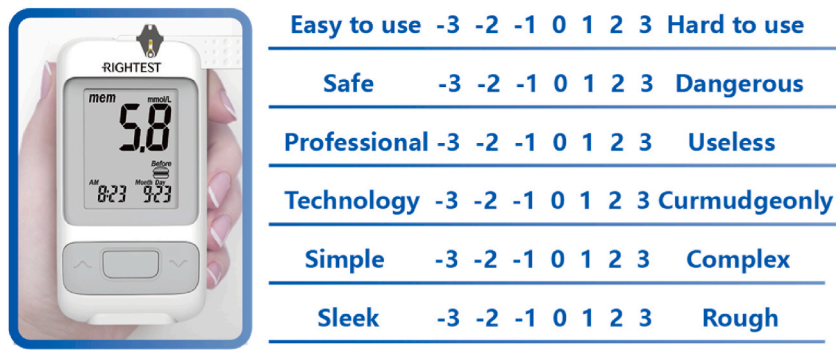 RIGHTEST
mem
mmol/L
5.8
Before
AM
Month Day
8:23
9-23
Easy to use -3 -2 -1 0 1 2 3 Hard to use
Safe -3 -2 -1 0 1 2 3 Dangerous
Professional -3 -2 -1 0 1 2 3 Useless
Technology -3 -2 -1 0 1 2 3 Curmudgeonly
Simple -3 -2 -1 0 1 2 3 Complex
Sleek -3 -2 -1 0 1 2 3 Rough